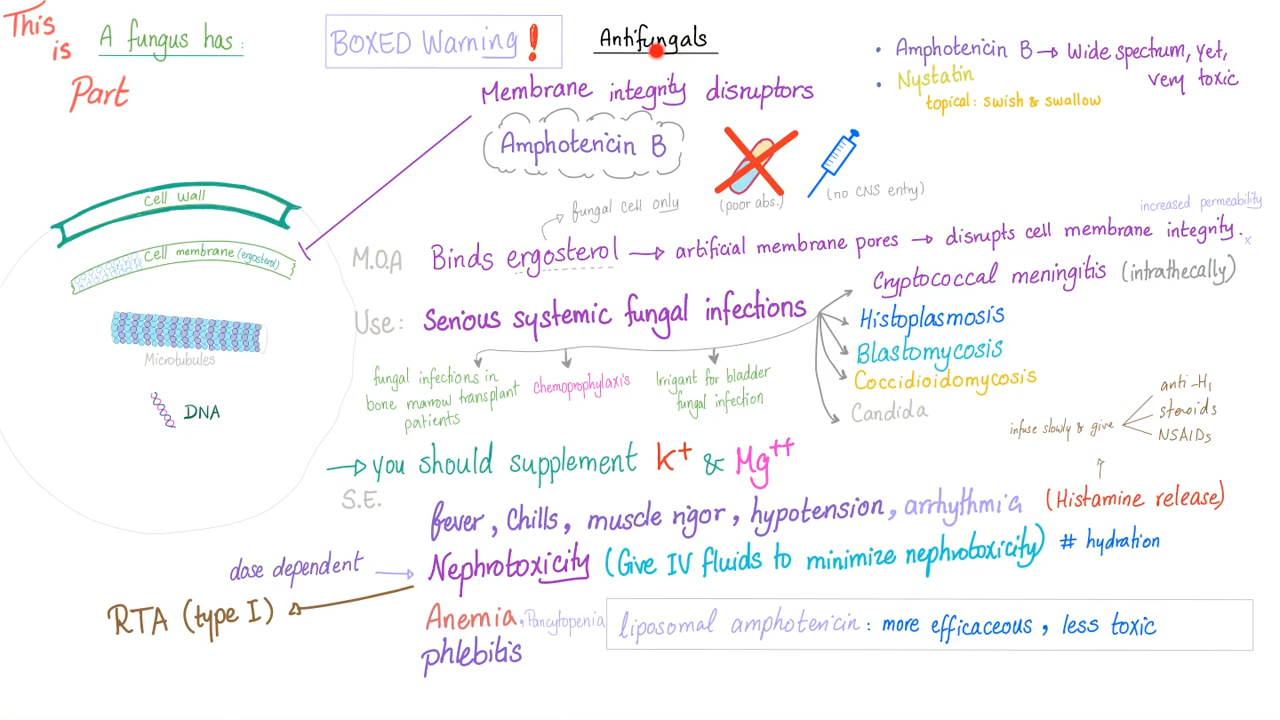 This
is
Part
A fungus has:
BOXED Warning!
Antifungals
• Amphotericin B → Wide spectrum, yet,
very toxic
• Nystatin
topical: swish & swallow
Membrane integrity disruptors
Amphotericin B
(poor abs.)
(no CNS entry)
fungal cell only
increased permeability
M.O.A
Binds ergosterol → artificial membrane pores → disrupts cell membrane integrity.
x
Cell wall
Cell membrane (ergosterol)
Microtubules
DNA
Use: Serious systemic fungal infections
Cryptococcal meningitis (intrathecally)
Histoplasmosis
Blastomycosis
Coccidioidomycosis
Candida
fungal infections in
bone marrow transplant
patients
chemoprophylaxis
Irrigant for bladder
fungal infection
infuse slowly & give
anti-H1
steroids
NSAIDs
→ you should supplement K+ & Mg++
S.E.
fever, chills, muscle rigor, hypotension, arrhythmia (Histamine release)
dose dependent →
Nephrotoxicity (Give IV fluids to minimize nephrotoxicity) # hydration
RTA (type I)
Anemia, Pancytopenia
phlebitis
liposomal amphotericin: more efficaceous, less toxic